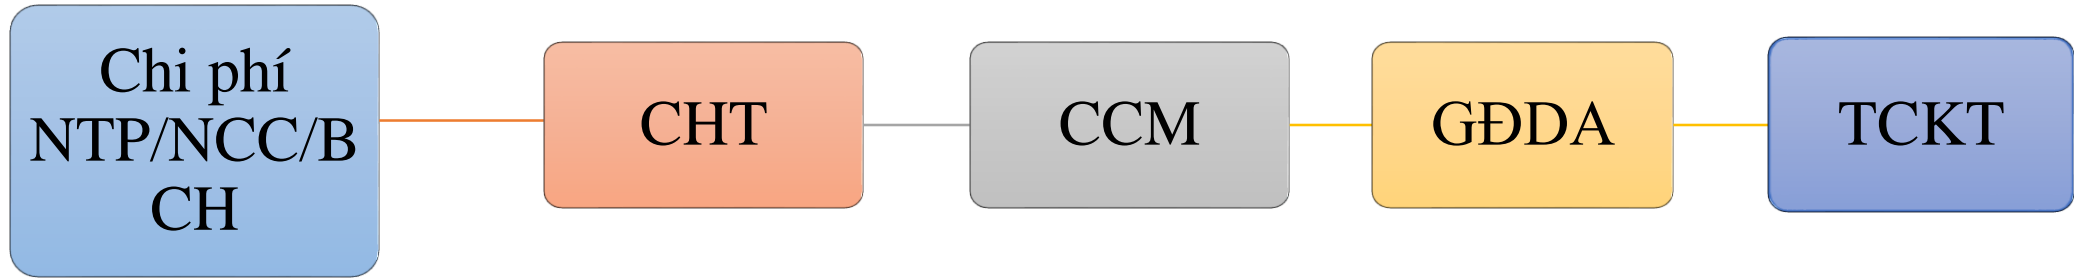 Chi phí
NTP/NCC/B
CH
CHT
CCM
GĐDA
TCKT